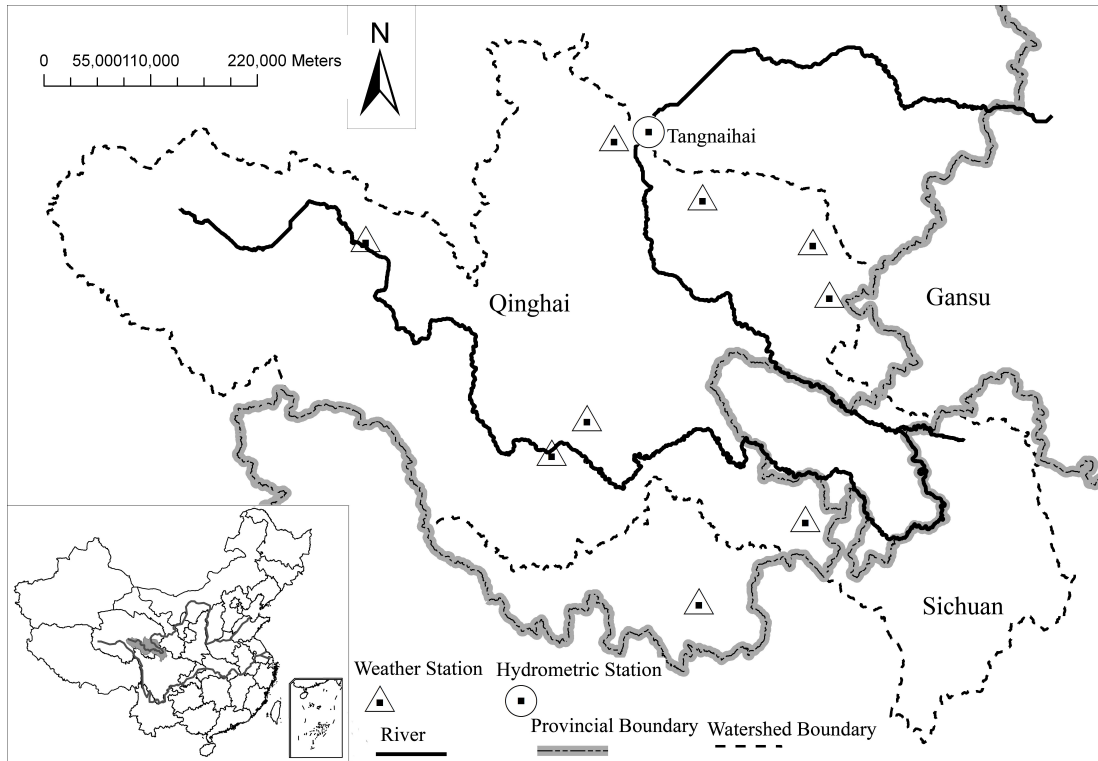 N
0 55,000110,000 220,000 Meters
Tangnaihai
Qinghai
Gansu
Sichuan
Weather Station Hydrometric Station
Provincial Boundary Watershed Boundary
River